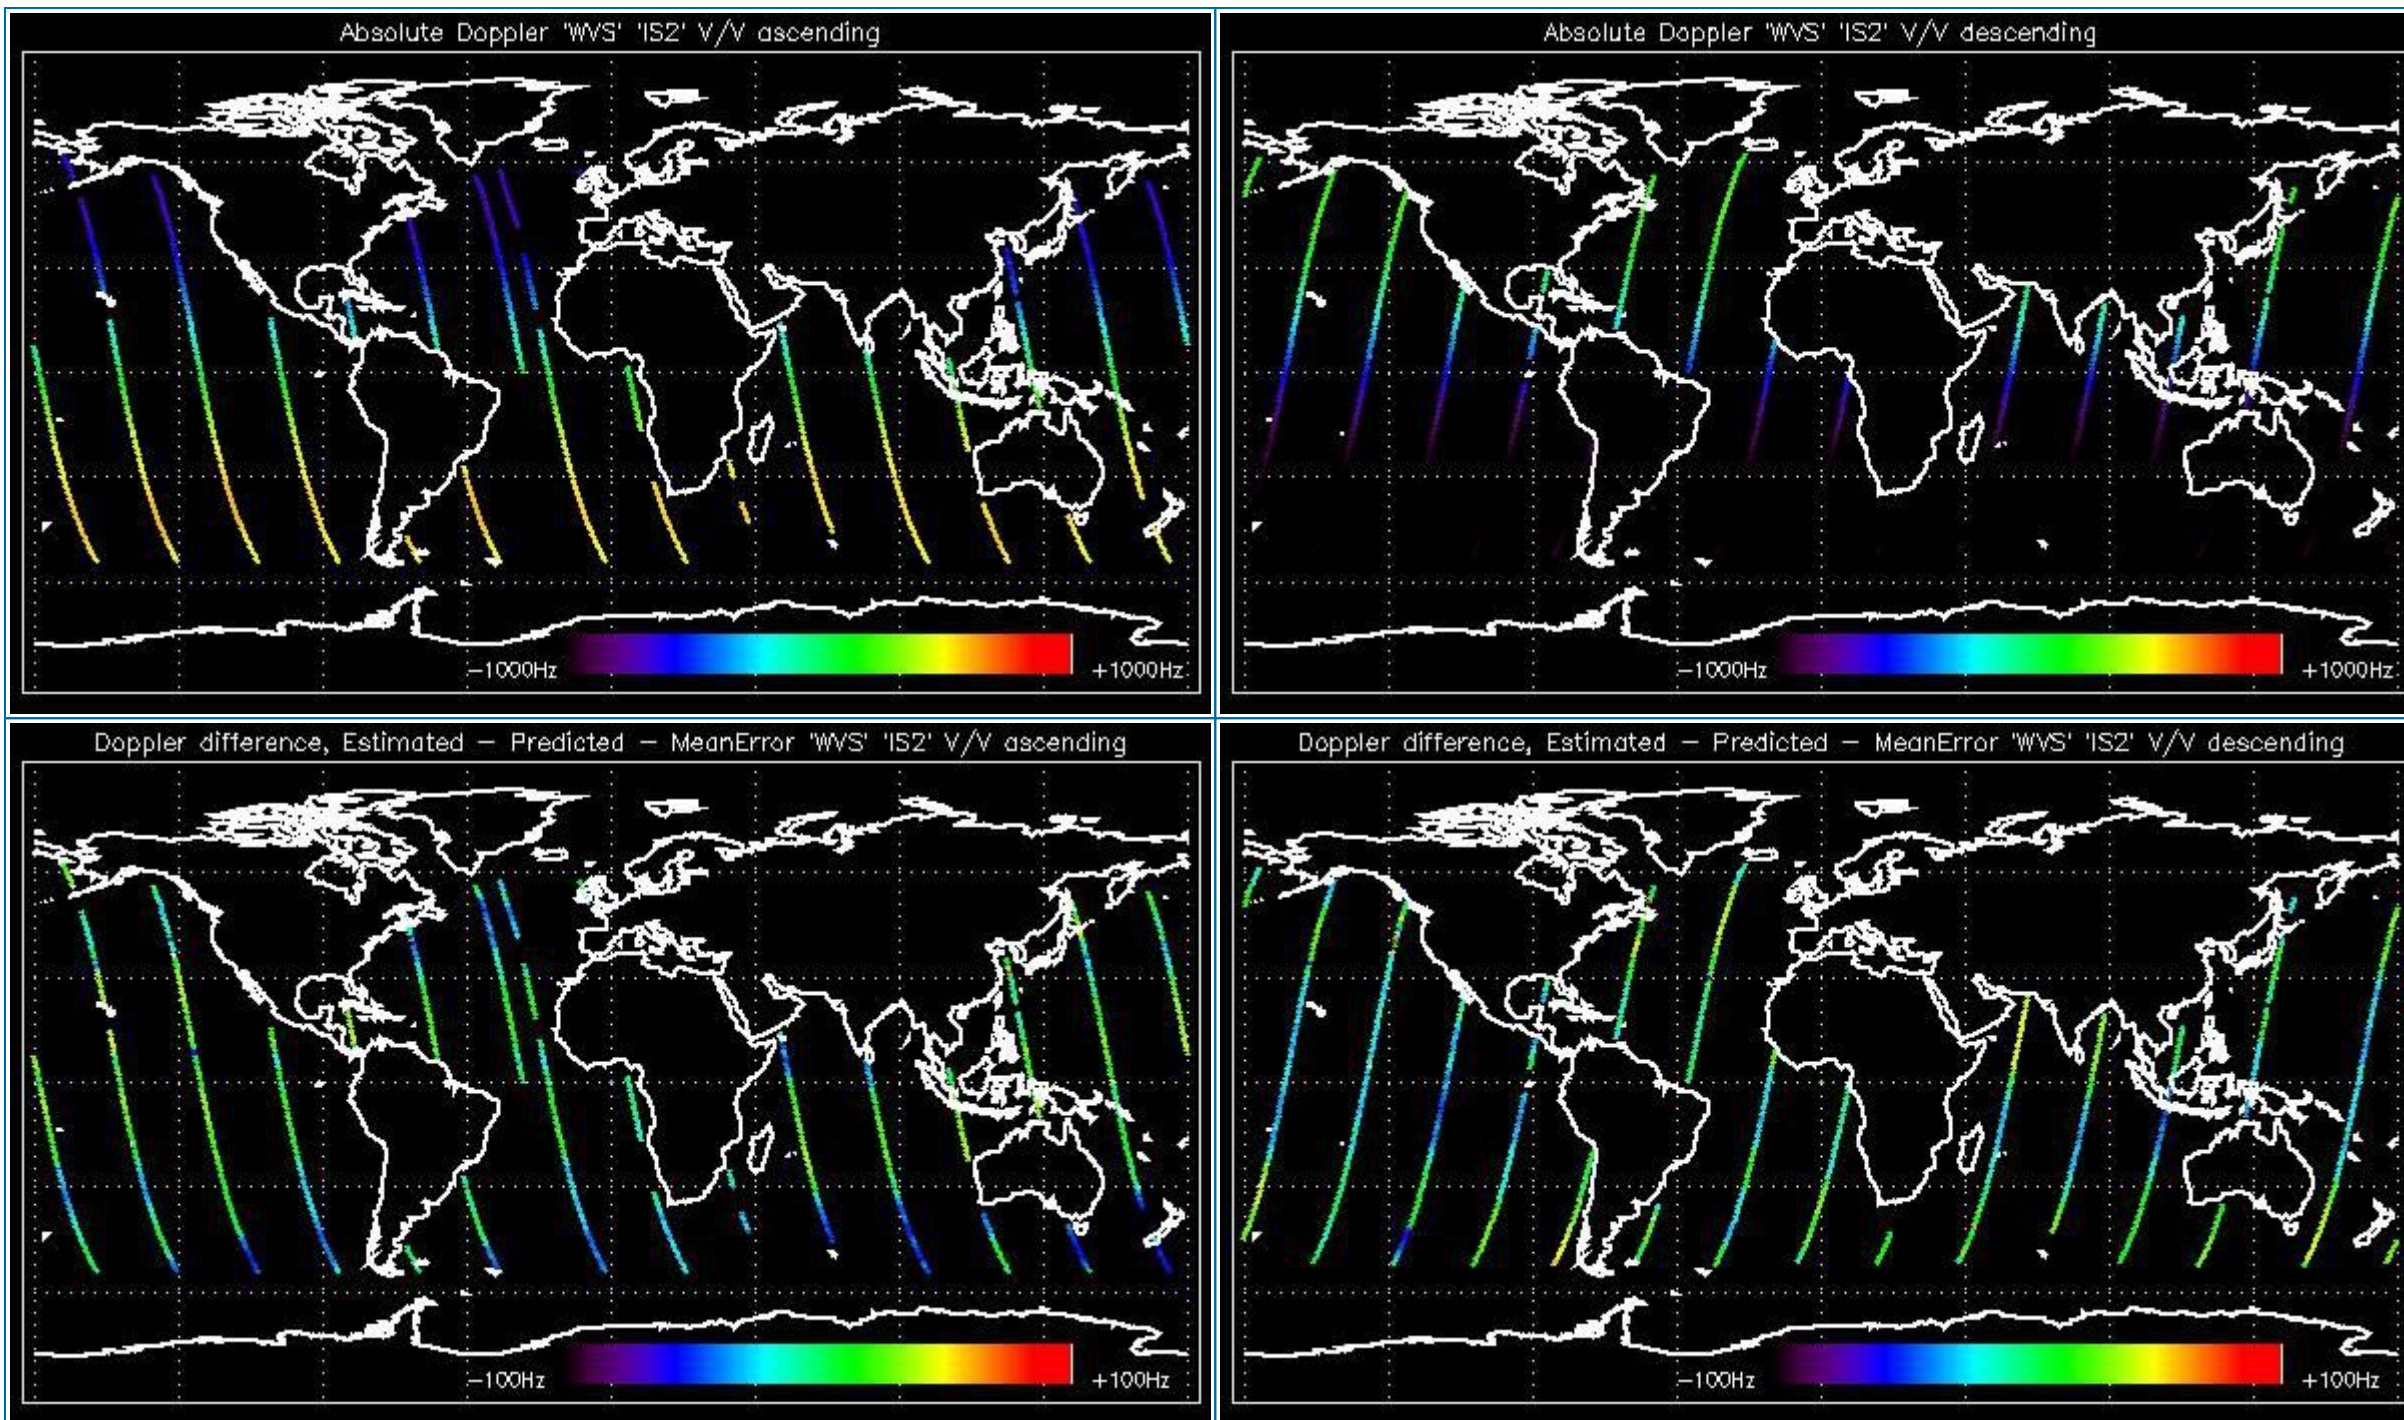 Absolute Doppler 'WVS' 'IS2' V/V ascending
−1000Hz
+1000Hz
Absolute Doppler 'WVS' 'IS2' V/V descending
−1000Hz
+1000Hz
Doppler difference, Estimated − Predicted − MeanError 'WVS' 'IS2' V/V ascending
−100Hz
+100Hz
Doppler difference, Estimated − Predicted − MeanError 'WVS' 'IS2' V/V descending
−100Hz
+100Hz